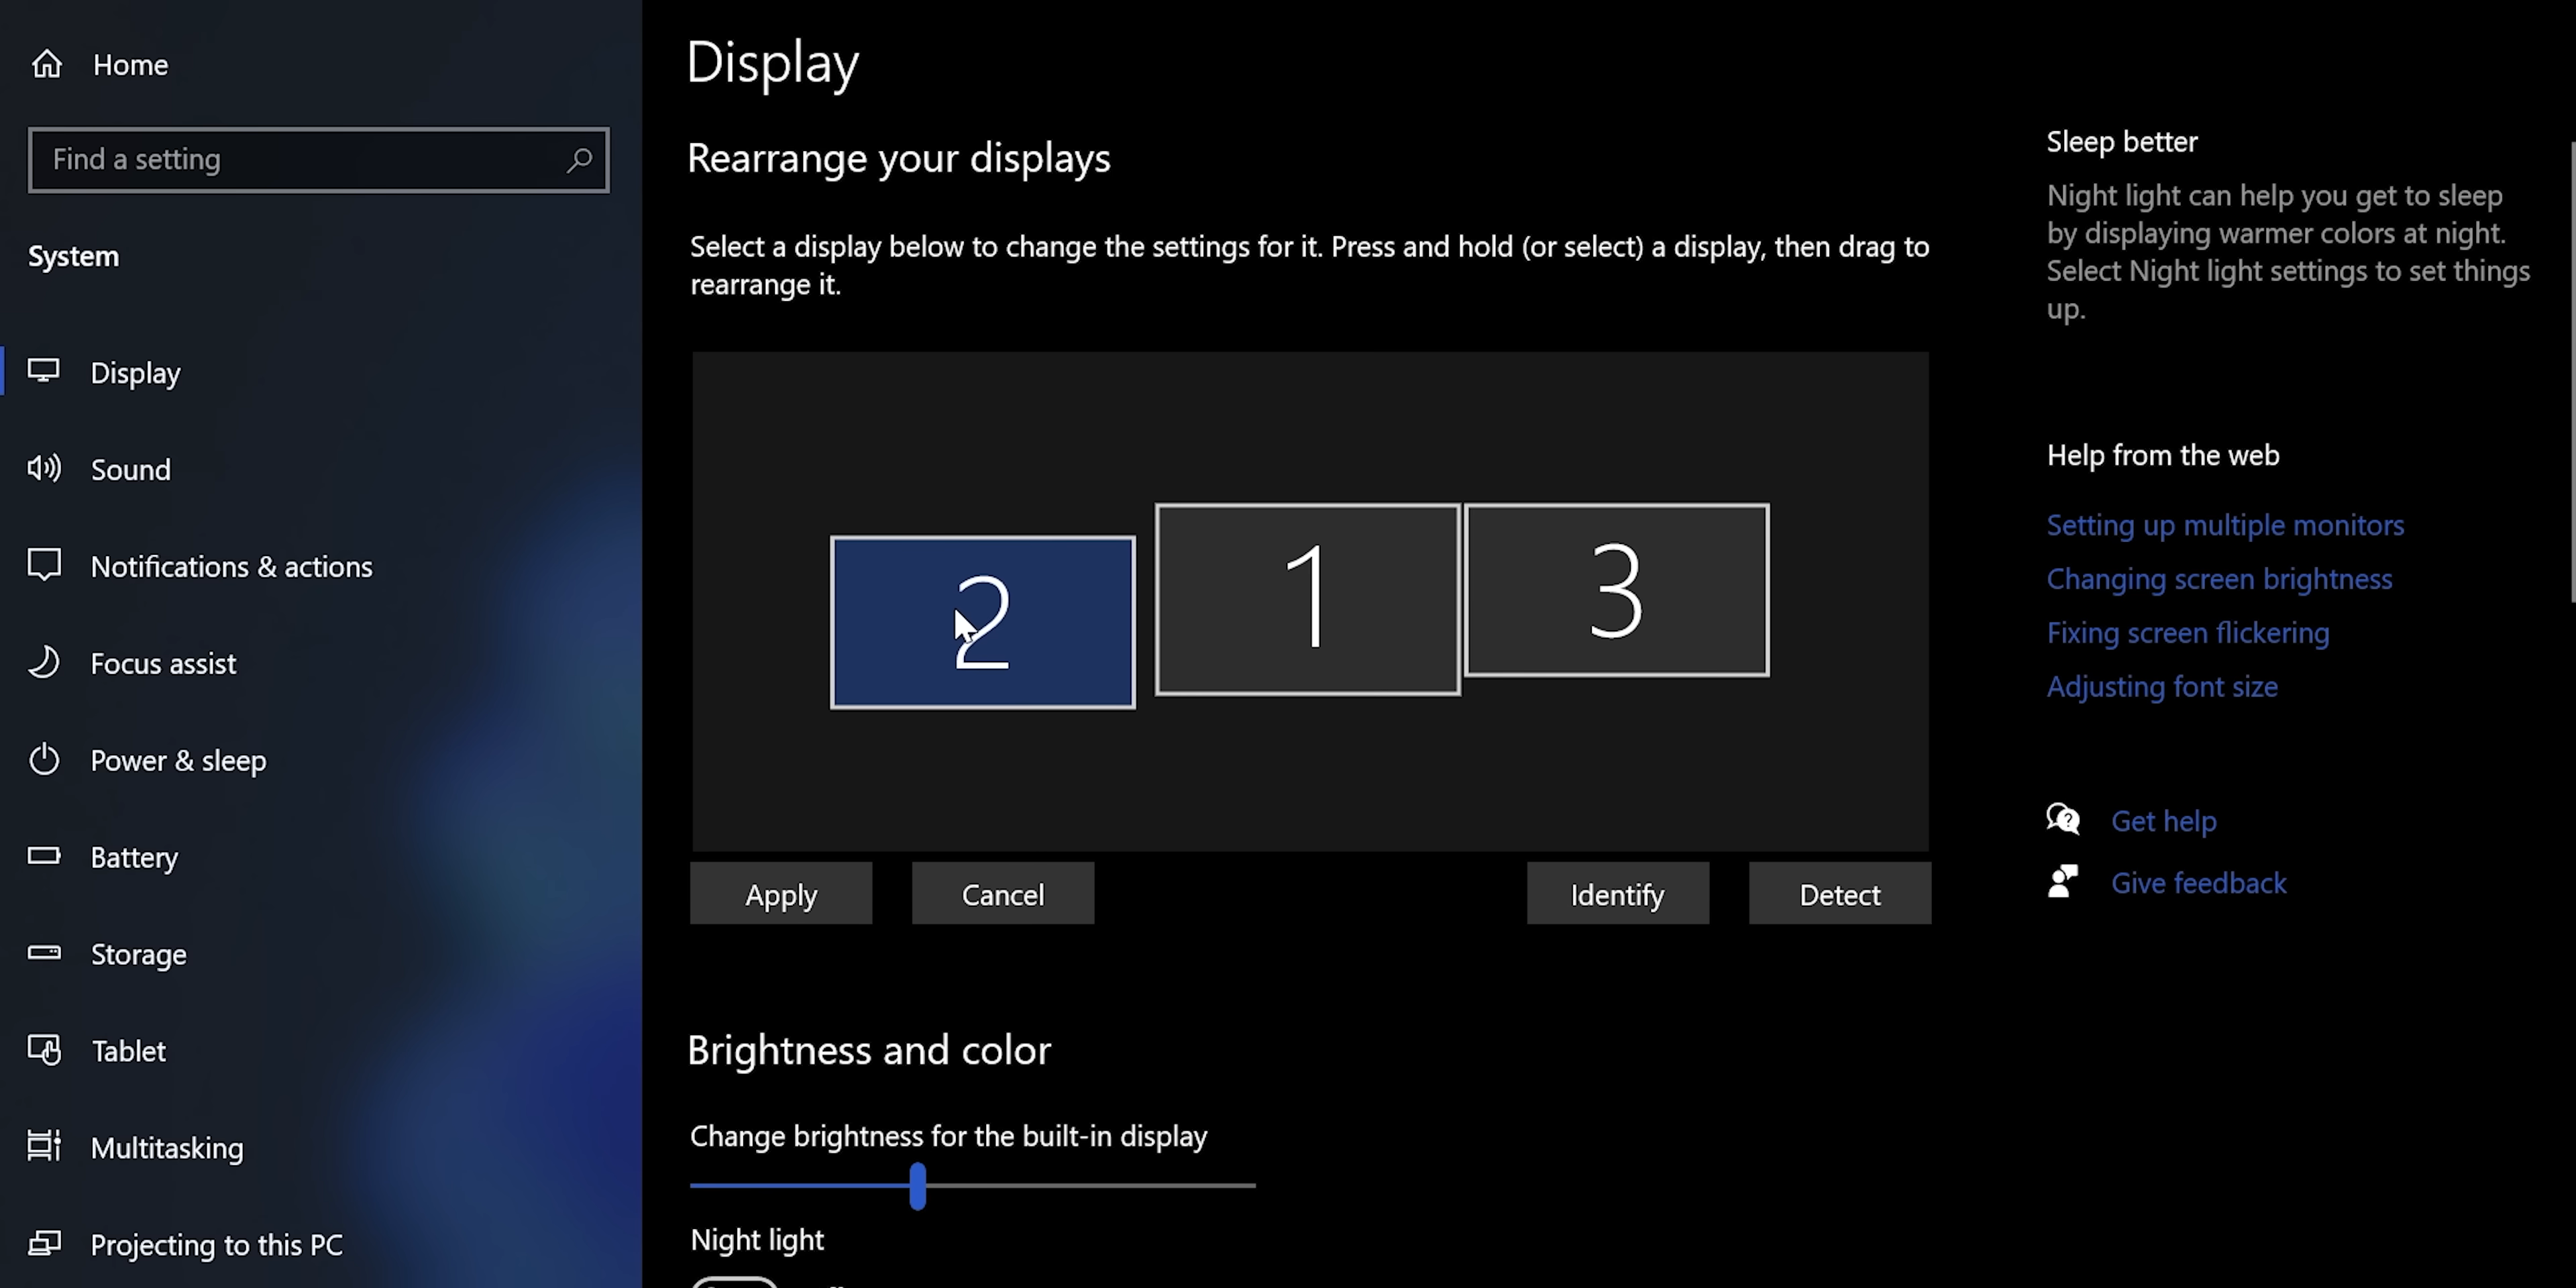 Home
Find a setting
System
Display
Sound
Notifications & actions
Focus assist
Power & sleep
Battery
Storage
Tablet
Multitasking
Projecting to this PC
Display
Rearrange your displays
Select a display below to change the settings for it. Press and hold (or select) a display, then drag to
rearrange it.
2
1
3
Apply
Cancel
Identify
Detect
Brightness and color
Change brightness for the built-in display
Night light
Sleep better
Night light can help you get to sleep
by displaying warmer colors at night.
Select Night light settings to set things
up.
Help from the web
Setting up multiple monitors
Changing screen brightness
Fixing screen flickering
Adjusting font size
Get help
Give feedback